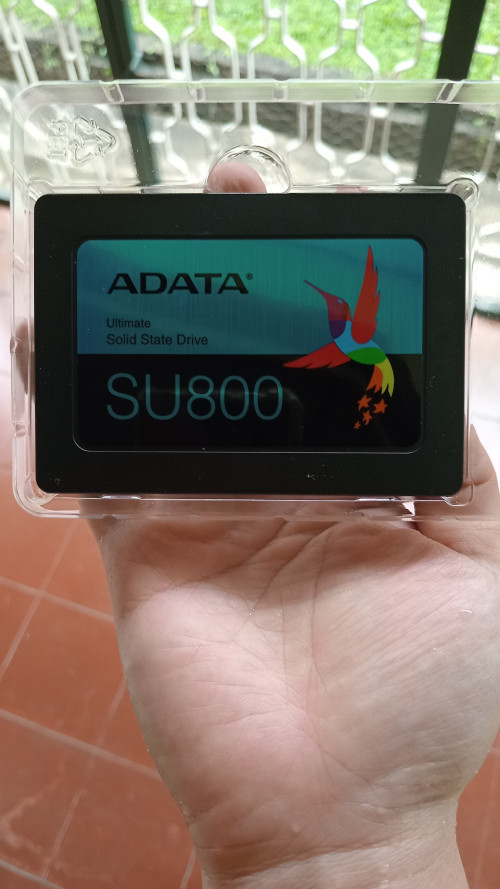 ADATA®
Ultimate
Solid State Drive
SU800